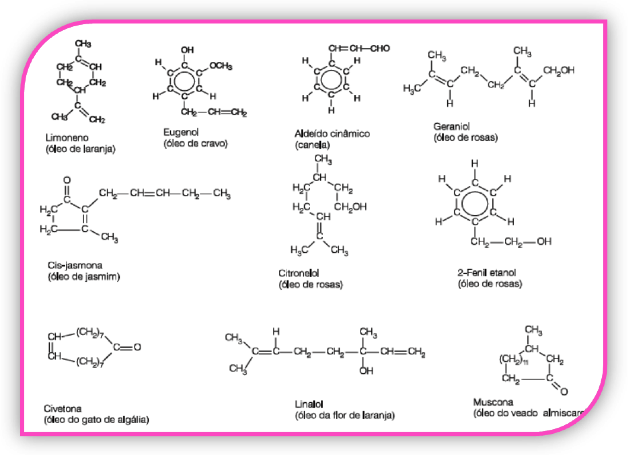 CH₃
CH₂ CH
CH₂ CH₂
CH
CH₃ CH₂
Limoneno
(óleo de laranja)
OH
H C OCH₃
C C
C C
H C H
CH₂—CH=CH₂
Eugenol
(óleo de cravo)
CH=CH—CHO
H C H
C C
C C
H C H
H
Aldeído cinâmico
(canela)
CH₃ CH₃
C CH₂ C CH₂OH
H₃C C CH₂ C
H H
Geraniol
(óleo de rosas)
O
C CH₂—CH=CH—CH₂—CH₃
H₂C C
H₂C C
CH₃
Cis-jasmona
(óleo de jasmim)
CH₃
CH
H₂C CH₂
H₂C CH₂OH
CH
C
H₃C CH₃
Citronelol
(óleo de rosas)
H
H C H
C C
C C
H C H
CH₂—CH₂—OH
2-Fenil etanol
(óleo de rosas)
CH (CH₂)₇
C=O
CH (CH₂)₇
Civetona
(óleo do gato de algália)
CH₃ H CH₃
C=C—CH₂—CH₂—C—CH=CH₂
CH₃ OH
Linalol
(óleo da flor de laranja)
CH₃
CH
(CH₂)₁₁ CH₂
CH₂ C
O
Muscona
(óleo do veado almiscare